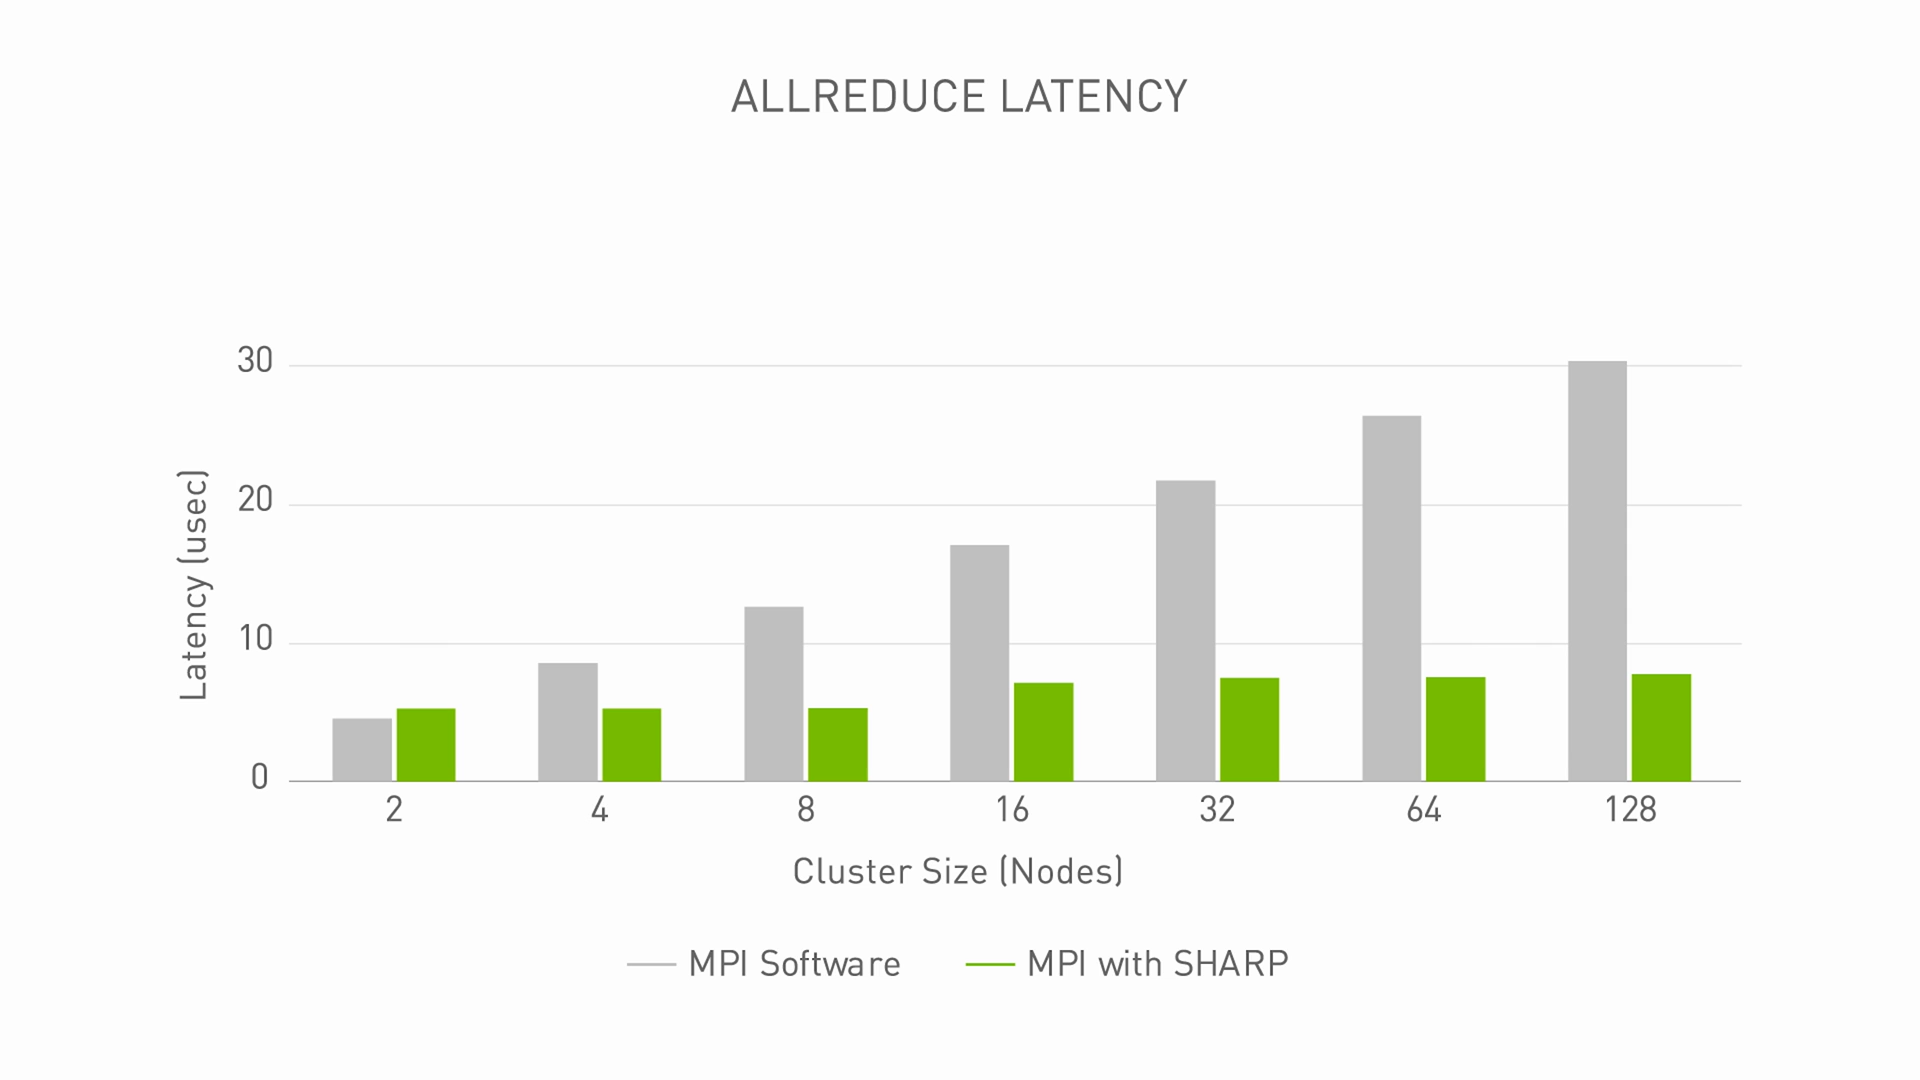 ALLREDUCE LATENCY
30
20
10
0
Latency (usec)
2 4 8 16 32 64 128
Cluster Size (Nodes)
MPI Software MPI with SHARP